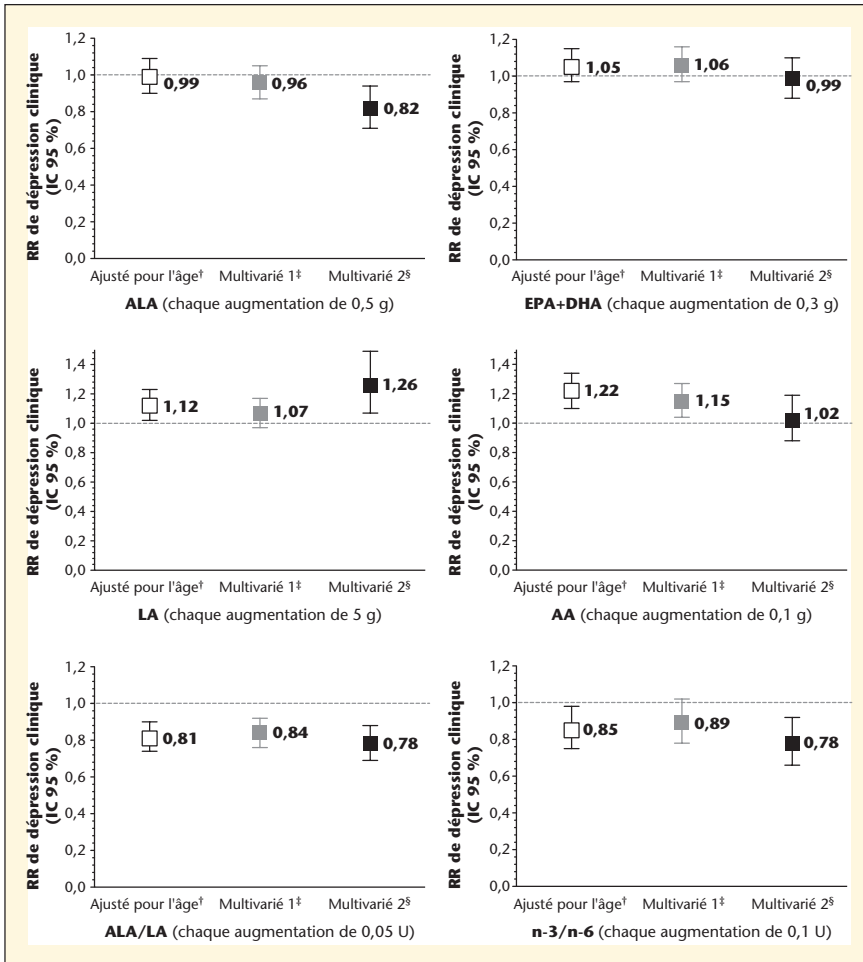 RR de dépression clinique
(IC 95 %)
1,2
1,0
0,8
0,6
0,4
0,2
0,0
0,99
0,96
0,82
Ajusté pour l'âge†
Multivarié 1‡
Multivarié 2§
ALA (chaque augmentation de 0,5 g)
RR de dépression clinique
(IC 95 %)
1,2
1,0
0,8
0,6
0,4
0,2
0,0
1,05
1,06
0,99
Ajusté pour l'âge†
Multivarié 1‡
Multivarié 2§
EPA+DHA (chaque augmentation de 0,3 g)
RR de dépression clinique
(IC 95 %)
1,4
1,2
1,0
0,8
0,6
0,4
0,2
0,0
1,12
1,07
1,26
Ajusté pour l'âge†
Multivarié 1‡
Multivarié 2§
LA (chaque augmentation de 5 g)
RR de dépression clinique
(IC 95 %)
1,4
1,2
1,0
0,8
0,6
0,4
0,2
0,0
1,22
1,15
1,02
Ajusté pour l'âge†
Multivarié 1‡
Multivarié 2§
AA (chaque augmentation de 0,1 g)
RR de dépression clinique
(IC 95 %)
1,2
1,0
0,8
0,6
0,4
0,2
0,0
0,81
0,84
0,78
Ajusté pour l'âge†
Multivarié 1‡
Multivarié 2§
ALA/LA (chaque augmentation de 0,05 U)
RR de dépression clinique
(IC 95 %)
1,2
1,0
0,8
0,6
0,4
0,2
0,0
0,85
0,89
0,78
Ajusté pour l'âge†
Multivarié 1‡
Multivarié 2§
n-3/n-6 (chaque augmentation de 0,1 U)